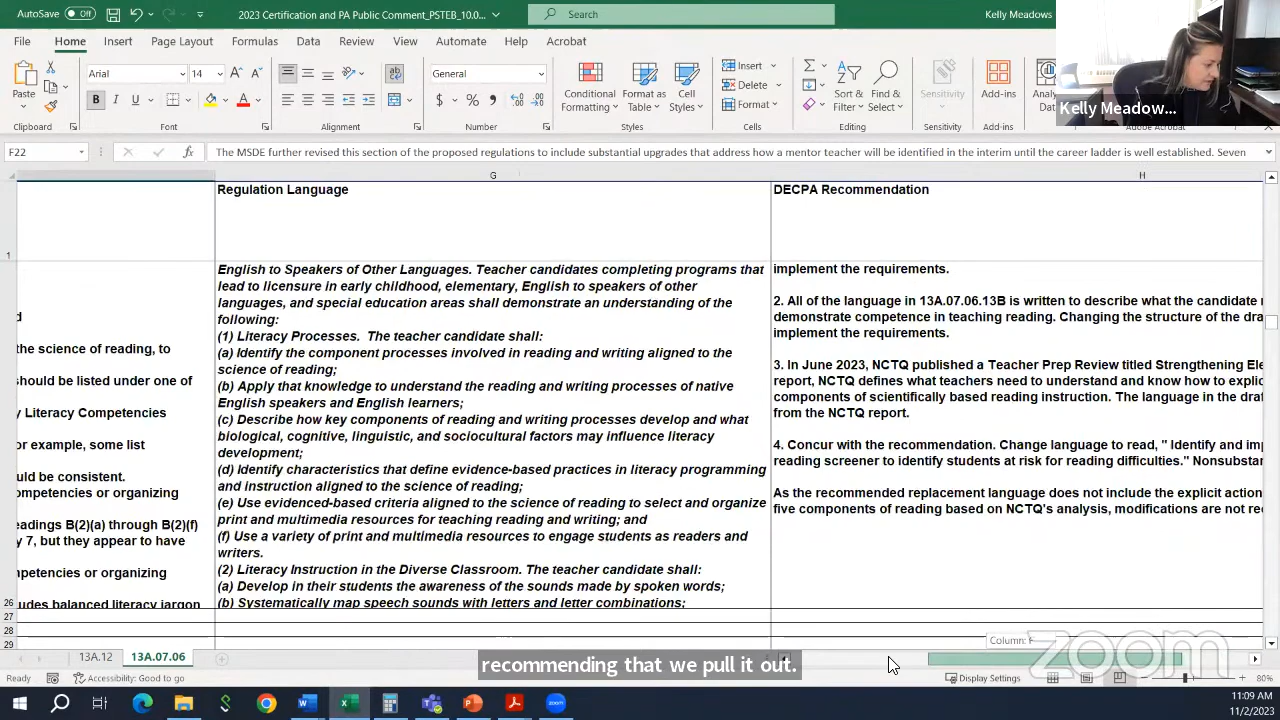 AutoSave Off 2023 Certification and PA Public Comment_PSTEB_10.0... Search Kelly Meadows
File Home Insert Page Layout Formulas Data Review View Automate Help Acrobat
Paste Arial 14 General Conditional Formatting Format as Table Cell Styles Insert Delete Format Sort & Filter Find & Select Sensitivity Add-ins
B I U
Clipboard Font Alignment Number Styles Cells Editing Sensitivity Add-ins
Kelly Meadow...
F22 fx The MSDE further revised this section of the proposed regulations to include substantial upgrades that address how a mentor teacher will be identified in the interim until the career ladder is well established. Seven
G H
1 Regulation Language DECPA Recommendation
the science of reading, to
should be listed under one of
y Literacy Competencies
or example, some list
uld be consistent.
ompetencies or organizing
eadings B(2)(a) through B(2)(f)
y 7, but they appear to have
npetencies or organizing
udes balanced literacy jargon
English to Speakers of Other Languages. Teacher candidates completing programs that
lead to licensure in early childhood, elementary, English to speakers of other
languages, and special education areas shall demonstrate an understanding of the
following:
(1) Literacy Processes. The teacher candidate shall:
(a) Identify the component processes involved in reading and writing aligned to the
science of reading;
(b) Apply that knowledge to understand the reading and writing processes of native
English speakers and English learners;
(c) Describe how key components of reading and writing processes develop and what
biological, cognitive, linguistic, and sociocultural factors may influence literacy
development;
(d) Identify characteristics that define evidence-based practices in literacy programming
and instruction aligned to the science of reading;
(e) Use evidenced-based criteria aligned to the science of reading to select and organize
print and multimedia resources for teaching reading and writing; and
(f) Use a variety of print and multimedia resources to engage students as readers and
writers.
(2) Literacy Instruction in the Diverse Classroom. The teacher candidate shall:
(a) Develop in their students the awareness of the sounds made by spoken words;
(b) Systematically map speech sounds with letters and letter combinations;
implement the requirements.
2. All of the language in 13A.07.06.13B is written to describe what the candidate
demonstrate competence in teaching reading. Changing the structure of the dra
implement the requirements.
3. In June 2023, NCTQ published a Teacher Prep Review titled Strengthening Ele
report, NCTQ defines what teachers need to understand and know how to explic
components of scientifically based reading instruction. The language in the draf
from the NCTQ report.
4. Concur with the recommendation. Change language to read, " Identify and imp
reading screener to identify students at risk for reading difficulties." Nonsubstan
As the recommended replacement language does not include the explicit action
five components of reading based on NCTQ's analysis, modifications are not re
26
27
28
29
Column: F
13A.12 13A.07.06
recommending that we pull it out.
zoom
Ready Accessibility: Good to go Display Settings 80%
11:09 AM
11/2/2023